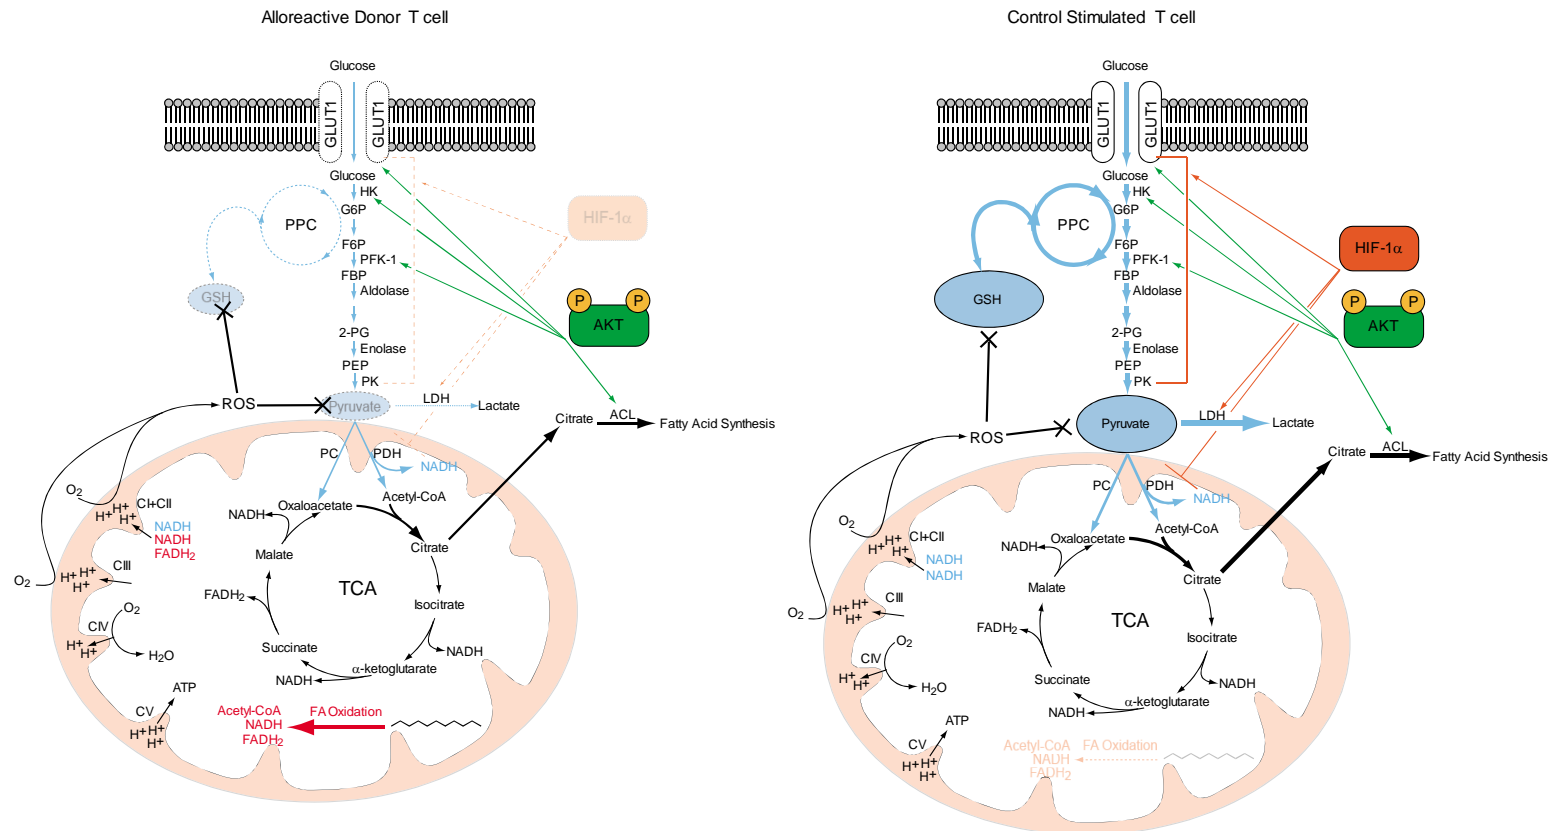 Alloreactive Donor T cell
Glucose
GLUT1
GLUT1
Glucose
HK
G6P
PPC
HIF-1α
F6P
PFK-1
FBP
Aldolase
GSH
P
P
AKT
2-PG
Enolase
PEP
PK
ROS
Pyruvate
LDH
Lactate
Citrate
ACL
Fatty Acid Synthesis
PC
PDH
NADH
O2
CI+CII
H+
H+
H+
NADH
NADH
FADH2
Oxaloacetate
Acetyl-CoA
NADH
Malate
Citrate
O2
CIII
H+
H+
H+
TCA
FADH2
Isocitrate
O2
CIV
H+
H+
H2O
Succinate
NADH
α-ketoglutarate
NADH
ATP
CV
H+
H+
H+
Acetyl-CoA
NADH
FADH2
FA Oxidation
Control Stimulated T cell
Glucose
GLUT1
GLUT1
Glucose
HK
G6P
PPC
F6P
PFK-1
FBP
Aldolase
HIF-1α
GSH
P
P
AKT
2-PG
Enolase
PEP
PK
ROS
Pyruvate
LDH
Lactate
Citrate
ACL
Fatty Acid Synthesis
PC
PDH
NADH
O2
CI+CII
H+
H+
H+
NADH
NADH
Oxaloacetate
Acetyl-CoA
NADH
Malate
Citrate
O2
CIII
H+
H+
H+
TCA
FADH2
Isocitrate
O2
CIV
H+
H+
H2O
Succinate
NADH
α-ketoglutarate
NADH
ATP
CV
H+
H+
H+
Acetyl-CoA
NADH
FADH2
FA Oxidation